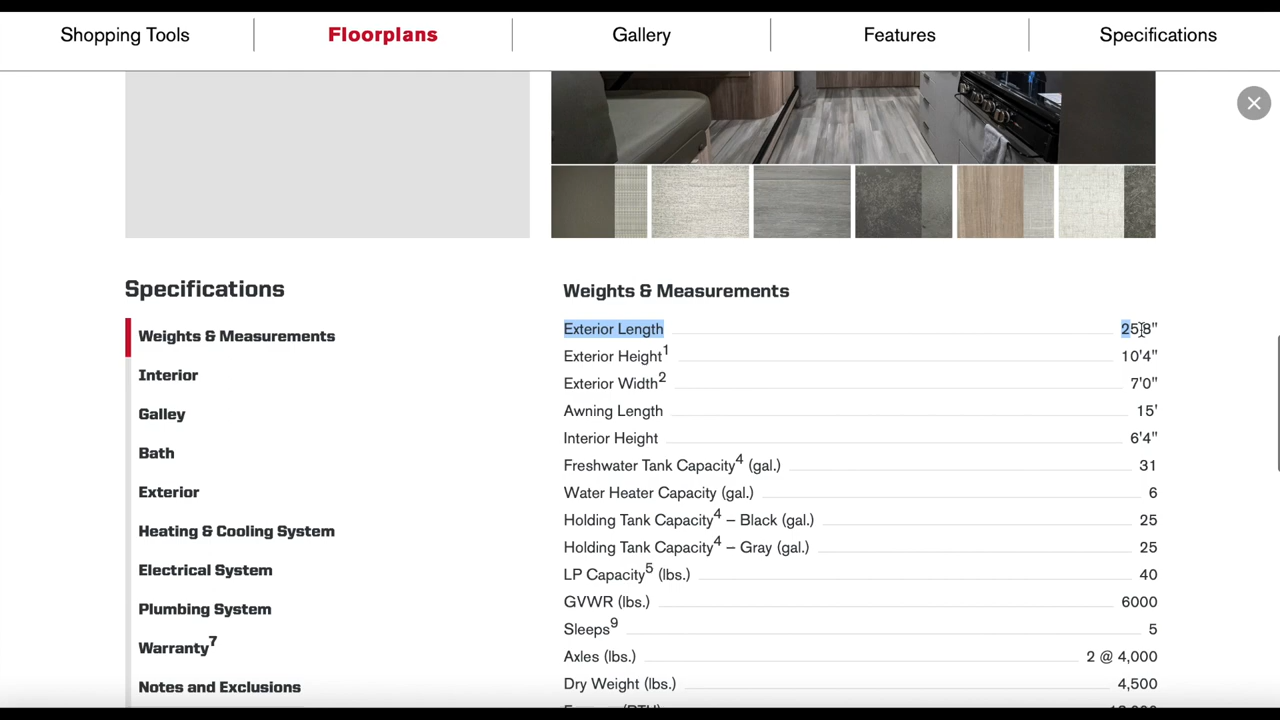 Shopping Tools
Floorplans
Gallery
Features
Specifications
Specifications
Weights & Measurements
Interior
Galley
Bath
Exterior
Heating & Cooling System
Electrical System
Plumbing System
Warranty7
Notes and Exclusions
Weights & Measurements
Exterior Length 25'8"
Exterior Height1 10'4"
Exterior Width2 7'0"
Awning Length 15'
Interior Height 6'4"
Freshwater Tank Capacity4 (gal.) 31
Water Heater Capacity (gal.) 6
Holding Tank Capacity4 – Black (gal.) 25
Holding Tank Capacity4 – Gray (gal.) 25
LP Capacity5 (lbs.) 40
GVWR (lbs.) 6000
Sleeps9 5
Axles (lbs.) 2 @ 4,000
Dry Weight (lbs.) 4,500